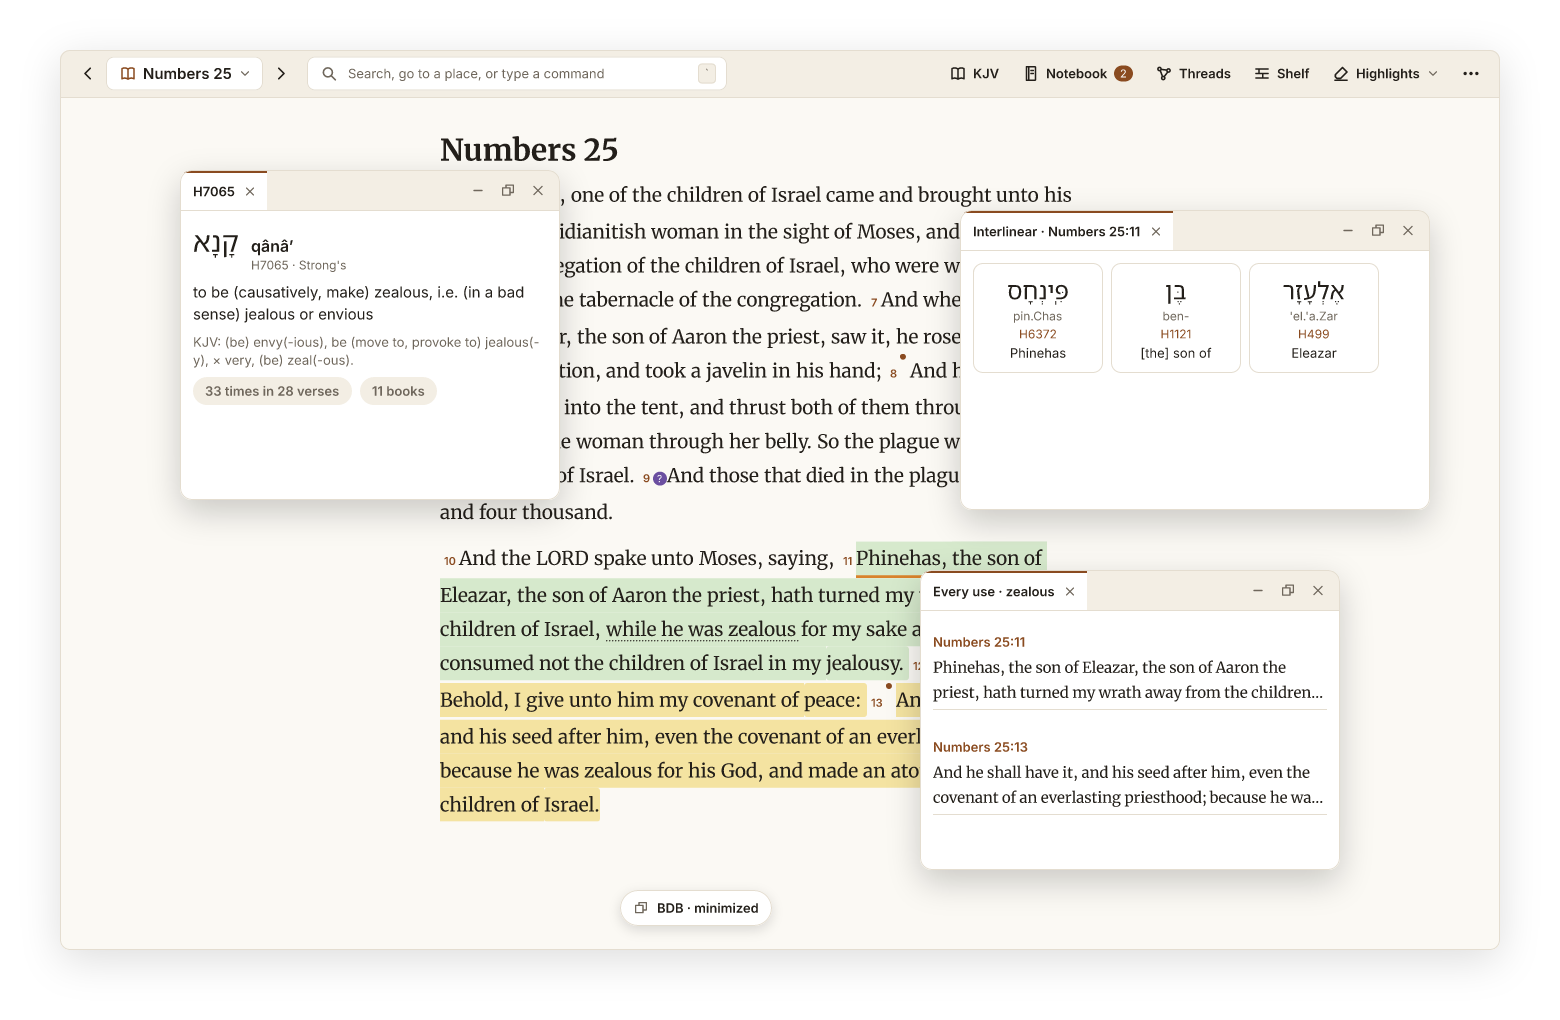 Numbers 25
Search, go to a place, or type a command
KJV
Notebook 2
Threads
Shelf
Highlights
Numbers 25
, one of the children of Israel came and brought unto his
idianitish woman in the sight of Moses, and
egation of the children of Israel, who were w
he tabernacle of the congregation. 7 And whe
r, the son of Aaron the priest, saw it, he rose
tion, and took a javelin in his hand; 8 And h
into the tent, and thrust both of them throu
e woman through her belly. So the plague w
of Israel. 9 ? And those that died in the plagu
and four thousand.
10 And the LORD spake unto Moses, saying, 11 Phinehas, the son of
Eleazar, the son of Aaron the priest, hath turned my
children of Israel, while he was zealous for my sake a
consumed not the children of Israel in my jealousy. 12
Behold, I give unto him my covenant of peace: 13 An
and his seed after him, even the covenant of an everl
because he was zealous for his God, and made an ato
children of Israel.
H7065
קָנָא qânâʼ
H7065 · Strong's
to be (causatively, make) zealous, i.e. (in a bad
sense) jealous or envious
KJV: (be) envy(-ious), be (move to, provoke to) jealous(-
y), × very, (be) zeal(-ous).
33 times in 28 verses
11 books
Interlinear · Numbers 25:11
פִּֽינְחָס
pin.Chas
H6372
Phinehas
בֶּן
ben-
H1121
[the] son of
אֶלְעָזָר
'el.'a.Zar
H499
Eleazar
Every use · zealous
Numbers 25:11
Phinehas, the son of Eleazar, the son of Aaron the
priest, hath turned my wrath away from the children...
Numbers 25:13
And he shall have it, and his seed after him, even the
covenant of an everlasting priesthood; because he wa...
BDB · minimized